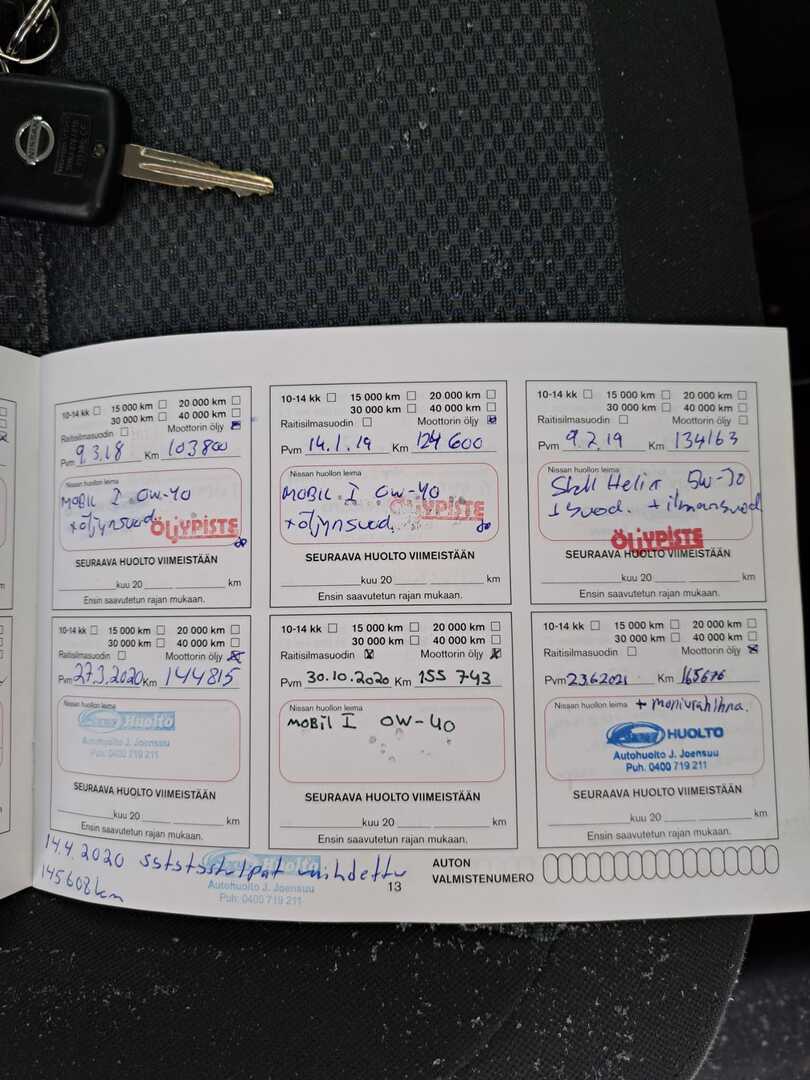 NISSAN
10-14 kk 15 000 km 20 000 km
30 000 km 40 000 km
Raitisilmasuodin Moottorin öljy
Pvm 9.3.18 Km 103800
Nissan huollon leima
MOBIL I 0W-40
+ öljynsuod. ÖLJYPISTE
SEURAAVA HUOLTO VIIMEISTÄÄN
kuu 20 km
Ensin saavutetun rajan mukaan.
10-14 kk 15 000 km 20 000 km
30 000 km 40 000 km
Raitisilmasuodin Moottorin öljy
Pvm 14.1.19 Km 124600
Nissan huollon leima
MOBIL I 0W-40
+ öljynsuod. ÖLJYPISTE
SEURAAVA HUOLTO VIIMEISTÄÄN
kuu 20 km
Ensin saavutetun rajan mukaan.
10-14 kk 15 000 km 20 000 km
30 000 km 40 000 km
Raitisilmasuodin Moottorin öljy
Pvm Km 134163
Nissan huollon leima
Shell Helix
+ ilmansuod
ÖLJYPISTE
SEURAAVA HUOLTO VIIMEISTÄÄN
kuu 20 km
Ensin saavutetun rajan mukaan.
10-14 kk 15 000 km 20 000 km
30 000 km 40 000 km
Raitisilmasuodin Moottorin öljy
Pvm 27.3.2020 Km 144815
Nissan huollon leima
Huolto
Autohuolto J. Joensuu
Puh. 0400 719 211
SEURAAVA HUOLTO VIIMEISTÄÄN
kuu 20 km
Ensin saavutetun rajan mukaan.
10-14 kk 15 000 km 20 000 km
30 000 km 40 000 km
Raitisilmasuodin Moottorin öljy
Pvm 30.10.2020 Km 155 743
Nissan huollon leima
MOBIL I 0W-40
SEURAAVA HUOLTO VIIMEISTÄÄN
kuu 20 km
Ensin saavutetun rajan mukaan.
10-14 kk 15 000 km 20 000 km
30 000 km 40 000 km
Raitisilmasuodin Moottorin öljy
Pvm 23.6.2021 Km 165676
Nissan huollon leima + moniurahihna.
HUOLTO
Autohuolto J. Joensuu
Puh. 0400 719 211
SEURAAVA HUOLTO VIIMEISTÄÄN
kuu 20 km
Ensin saavutetun rajan mukaan.
14.4.2020 vaihdettu
145608km
Huolto
Autohuolto J. Joensuu
Puh. 0400 719 211
13
AUTON
VALMISTENUMERO